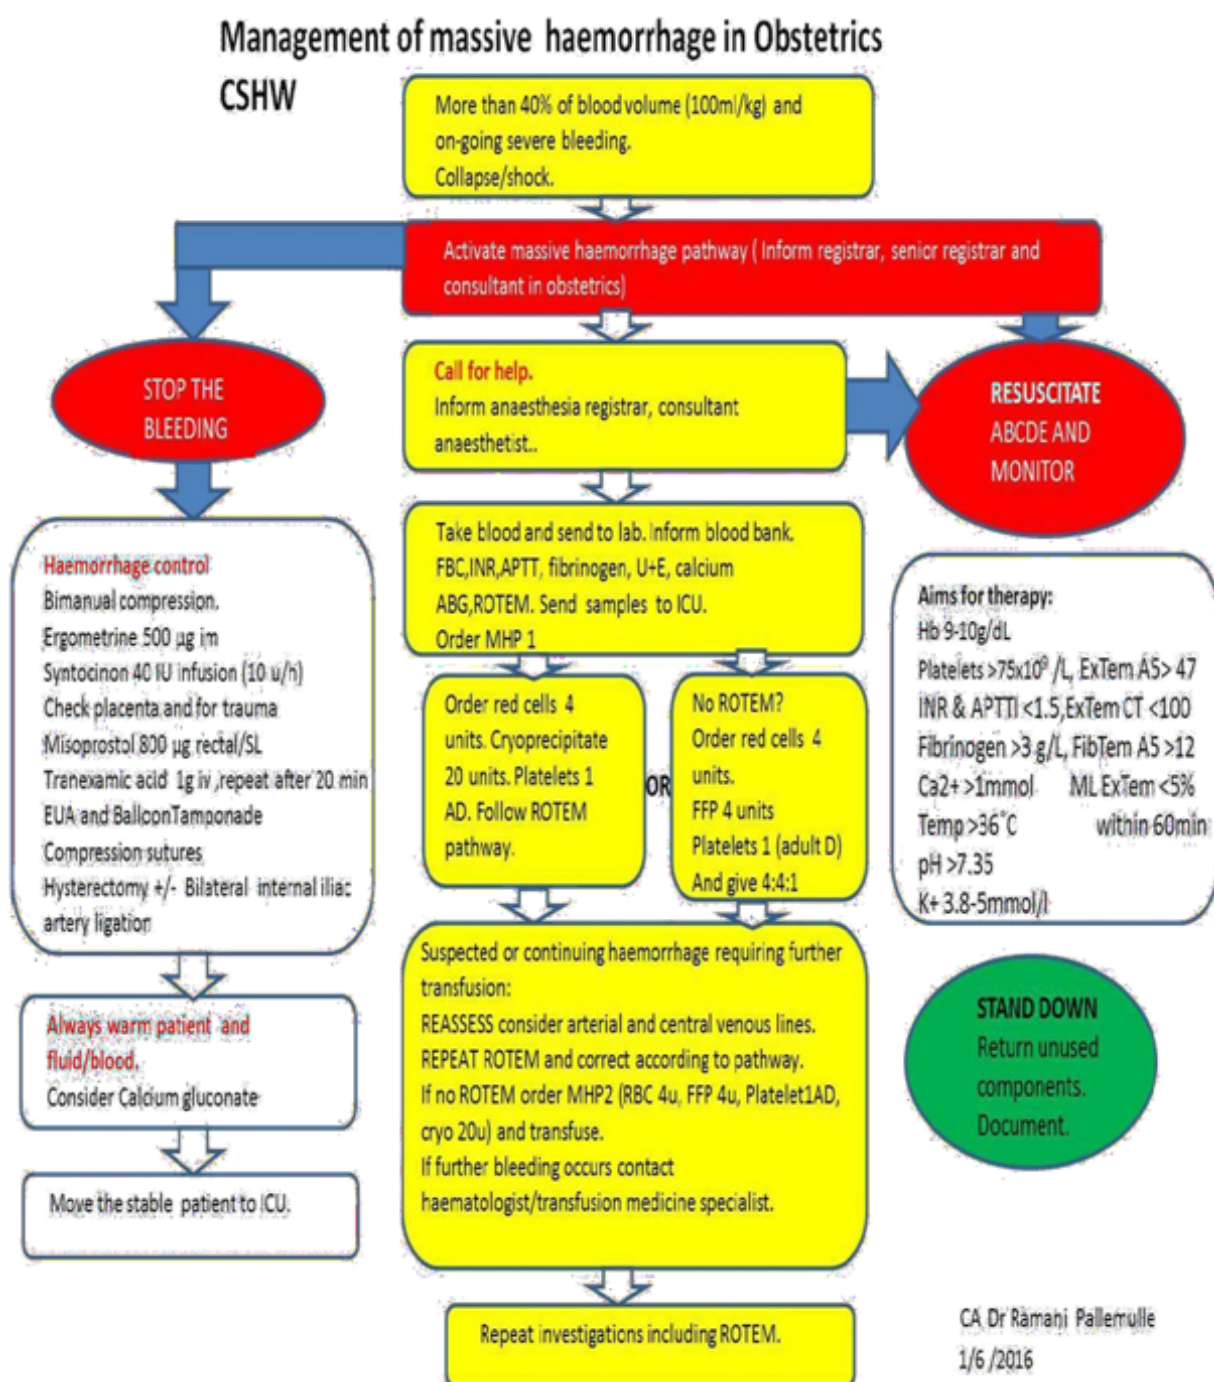 Management of massive haemorrhage in Obstetrics
CSHW
More than 40% of blood volume (100ml/kg) and
on-going severe bleeding.
Collapse/shock.
Activate massive haemorrhage pathway ( Inform registrar, senior registrar and
consultant in obstetrics)
STOP THE
BLEEDING
Call for help.
Inform anaesthesia registrar, consultant
anaesthetist..
RESUSCITATE
ABCDE AND
MONITOR
Haemorrhage control
Bimanual compression.
Ergometrine 500 µg im
Syntocinon 40 IU infusion (10 u/h)
Check placenta and for trauma
Misoprostol 800 µg rectal/SL
Tranexamic acid 1g iv ,repeat after 20 min
EUA and BalloonTamponade
Compression sutures
Hysterectomy +/- Bilateral internal iliac
artery ligation
Always warm patient and
fluid/blood.
Consider Calcium gluconate
Move the stable patient to ICU.
Take blood and send to lab. Inform blood bank.
FBC,INR,APTT, fibrinogen, U+E, calcium
ABG,ROTEM. Send samples to ICU.
Order MHP 1
Order red cells 4
units. Cryoprecipitate
20 units. Platelets 1
AD. Follow ROTEM
pathway.
OR
No ROTEM?
Order red cells 4
units.
FFP 4 units
Platelets 1 (adult D)
And give 4:4:1
Suspected or continuing haemorrhage requiring further
transfusion:
REASSESS consider arterial and central venous lines.
REPEAT ROTEM and correct according to pathway.
If no ROTEM order MHP2 (RBC 4u, FFP 4u, Platelet1AD,
cryo 20u) and transfuse.
If further bleeding occurs contact
haematologist/transfusion medicine specialist.
Repeat investigations including ROTEM.
Aims for therapy:
Hb 9-10g/dL
Platelets >75x10⁹ /L, ExTem A5> 47
INR & APTTI <1.5,ExTem CT <100
Fibrinogen >3 g/L, FibTem A5 >12
Ca2+ >1mmol ML ExTem <5%
Temp >36˚C within 60min
pH >7.35
K+ 3.8-5mmol/l
STAND DOWN
Return unused
components.
Document.
CA Dr Ramani Pallemulle
1/6 /2016